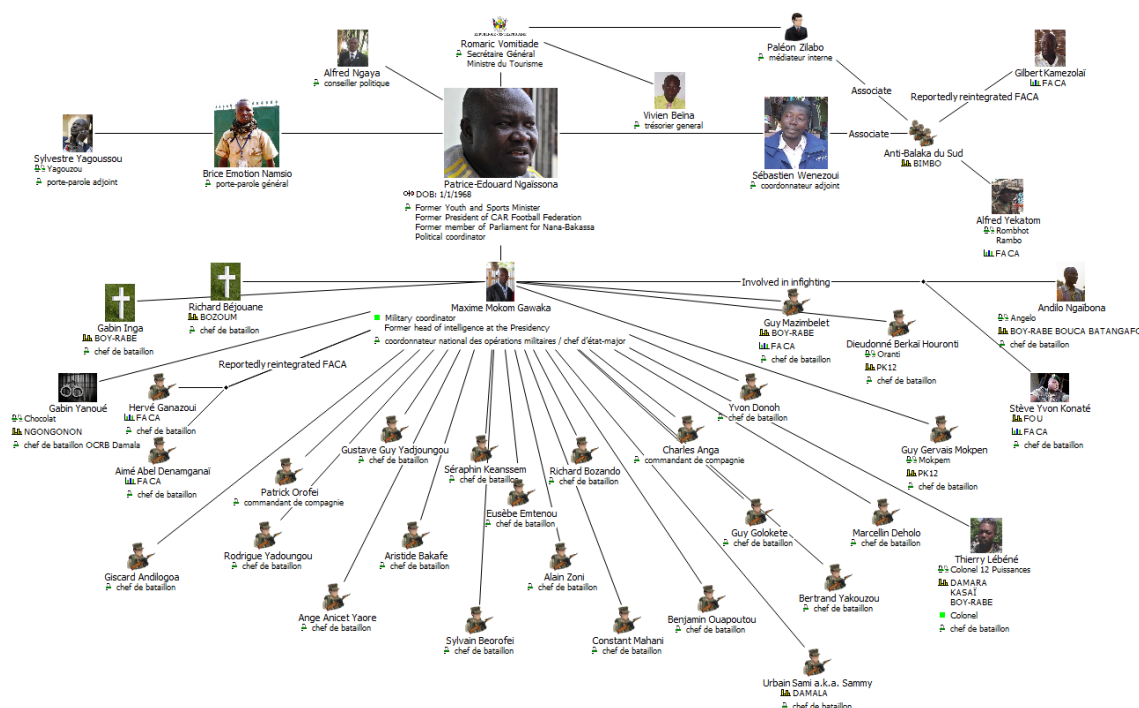 Romaric Vomitiade
Secrétaire Général
Ministre du Tourisme
Paléon Zilabo
médiateur interne
Alfred Ngaya
conseiller politique
Gilbert Kamezolaï
FACA
Associate
Reportedly reintegrated FACA
Vivien Beina
trésorier general
Sylvestre Yagoussou
Yagouzou
porte-parole adjoint
Brice Emotion Namsio
porte-parole général
Patrice-Edouard Ngaïssona
DOB: 1/1/1968
Former Youth and Sports Minister
Former President of CAR Football Federation
Former member of Parliament for Nana-Bakassa
Political coordinator
Sébastien Wenezoui
coordonnateur adjoint
Associate
Anti-Balaka du Sud
BIMBO
Alfred Yekatom
Rombhot
Rambo
FACA
Gabin Inga
BOY-RABE
chef de bataillon
Richard Béjouane
BOZOUM
chef de bataillon
Maxime Mokom Gawaka
Military coordinator
Former head of intelligence at the Presidency
coordonnateur national des opérations militaires / chef d'état-major
Involved in infighting
Guy Mazimbelet
BOY-RABE
FACA
chef de bataillon
Dieudonné Berkaï Houronti
Oranti
PK12
chef de bataillon
Andilo Ngaibona
Angelo
BOY-RABE BOUCA BATANGAFO
chef de bataillon
Reportedly reintegrated FACA
Gabin Yanoué
Chocolat
NGONGONON
chef de bataillon OCRB Damala
Hervé Ganazoui
FACA
chef de bataillon
Aimé Abel Denamganaï
FACA
chef de bataillon
Gustave Guy Yadjoungou
chef de bataillon
Séraphin Keanssem
chef de bataillon
Richard Bozando
chef de bataillon
Charles Anga
commandant de compagnie
Yvon Donoh
chef de bataillon
Guy Gervais Mokpen
Mokpem
PK12
chef de bataillon
Stève Yvon Konaté
FOU
FACA
chef de bataillon
Patrick Orofei
commandant de compagnie
Eusèbe Emtenou
chef de bataillon
Giscard Andilogoa
chef de bataillon
Rodrigue Yadoungou
chef de bataillon
Aristide Bakafe
chef de bataillon
Alain Zoni
chef de bataillon
Guy Golokete
chef de bataillon
Marcellin Deholo
chef de bataillon
Thierry Lébéné
Colonel 12 Puissances
DAMARA
KASAÏ
BOY-RABE
Colonel
chef de bataillon
Ange Anicet Yaore
chef de bataillon
Sylvain Beorofei
chef de bataillon
Constant Mahani
chef de bataillon
Benjamin Ouapoutou
chef de bataillon
Bertrand Yakouzou
chef de bataillon
Urbain Sami a.k.a. Sammy
DAMALA
chef de bataillon